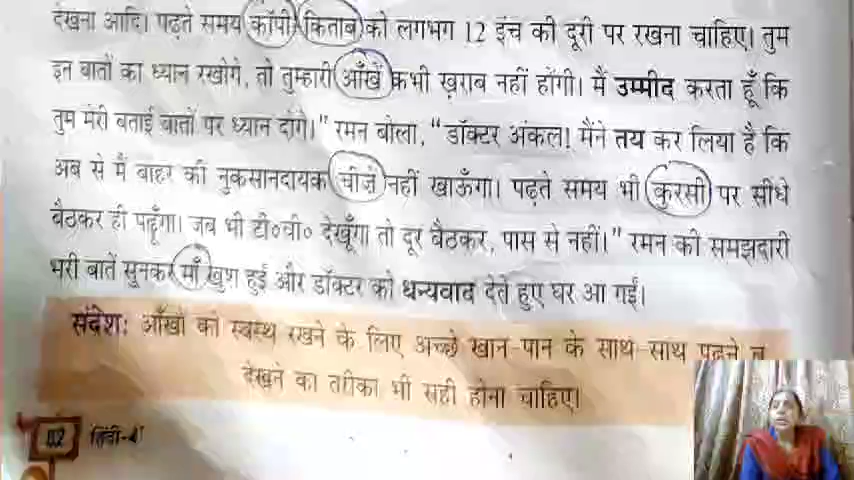 देखना आदि। पढ़ते समय कॉपी किताब को लगभग 12 इंच की दूरी पर रखना चाहिए। तुम
इन बातों का ध्यान रखोगे, तो तुम्हारी आँखें कभी ख़राब नहीं होंगी। मैं उम्मीद करता हूँ कि
तुम मेरी बताई बातों पर ध्यान दोगे।" रमन बोला, "डॉक्टर अंकल! मैंने तय कर लिया है कि
अब से मैं बाहर की नुकसानदायक चीज़ें नहीं खाऊँगा। पढ़ते समय भी कुरसी पर सीधे
बैठकर ही पढूँगा। जब भी टी०वी० देखूँगा तो दूर बैठकर, पास से नहीं।" रमन की समझदारी
भरी बातें सुनकर माँ खुश हुईं और डॉक्टर को धन्यवाद देते हुए घर आ गईं।
संदेश: आँखों को स्वस्थ रखने के लिए अच्छे खान-पान के साथ-साथ पढ़ने व
देखने का तरीका भी सही होना चाहिए।
हिंदी-4